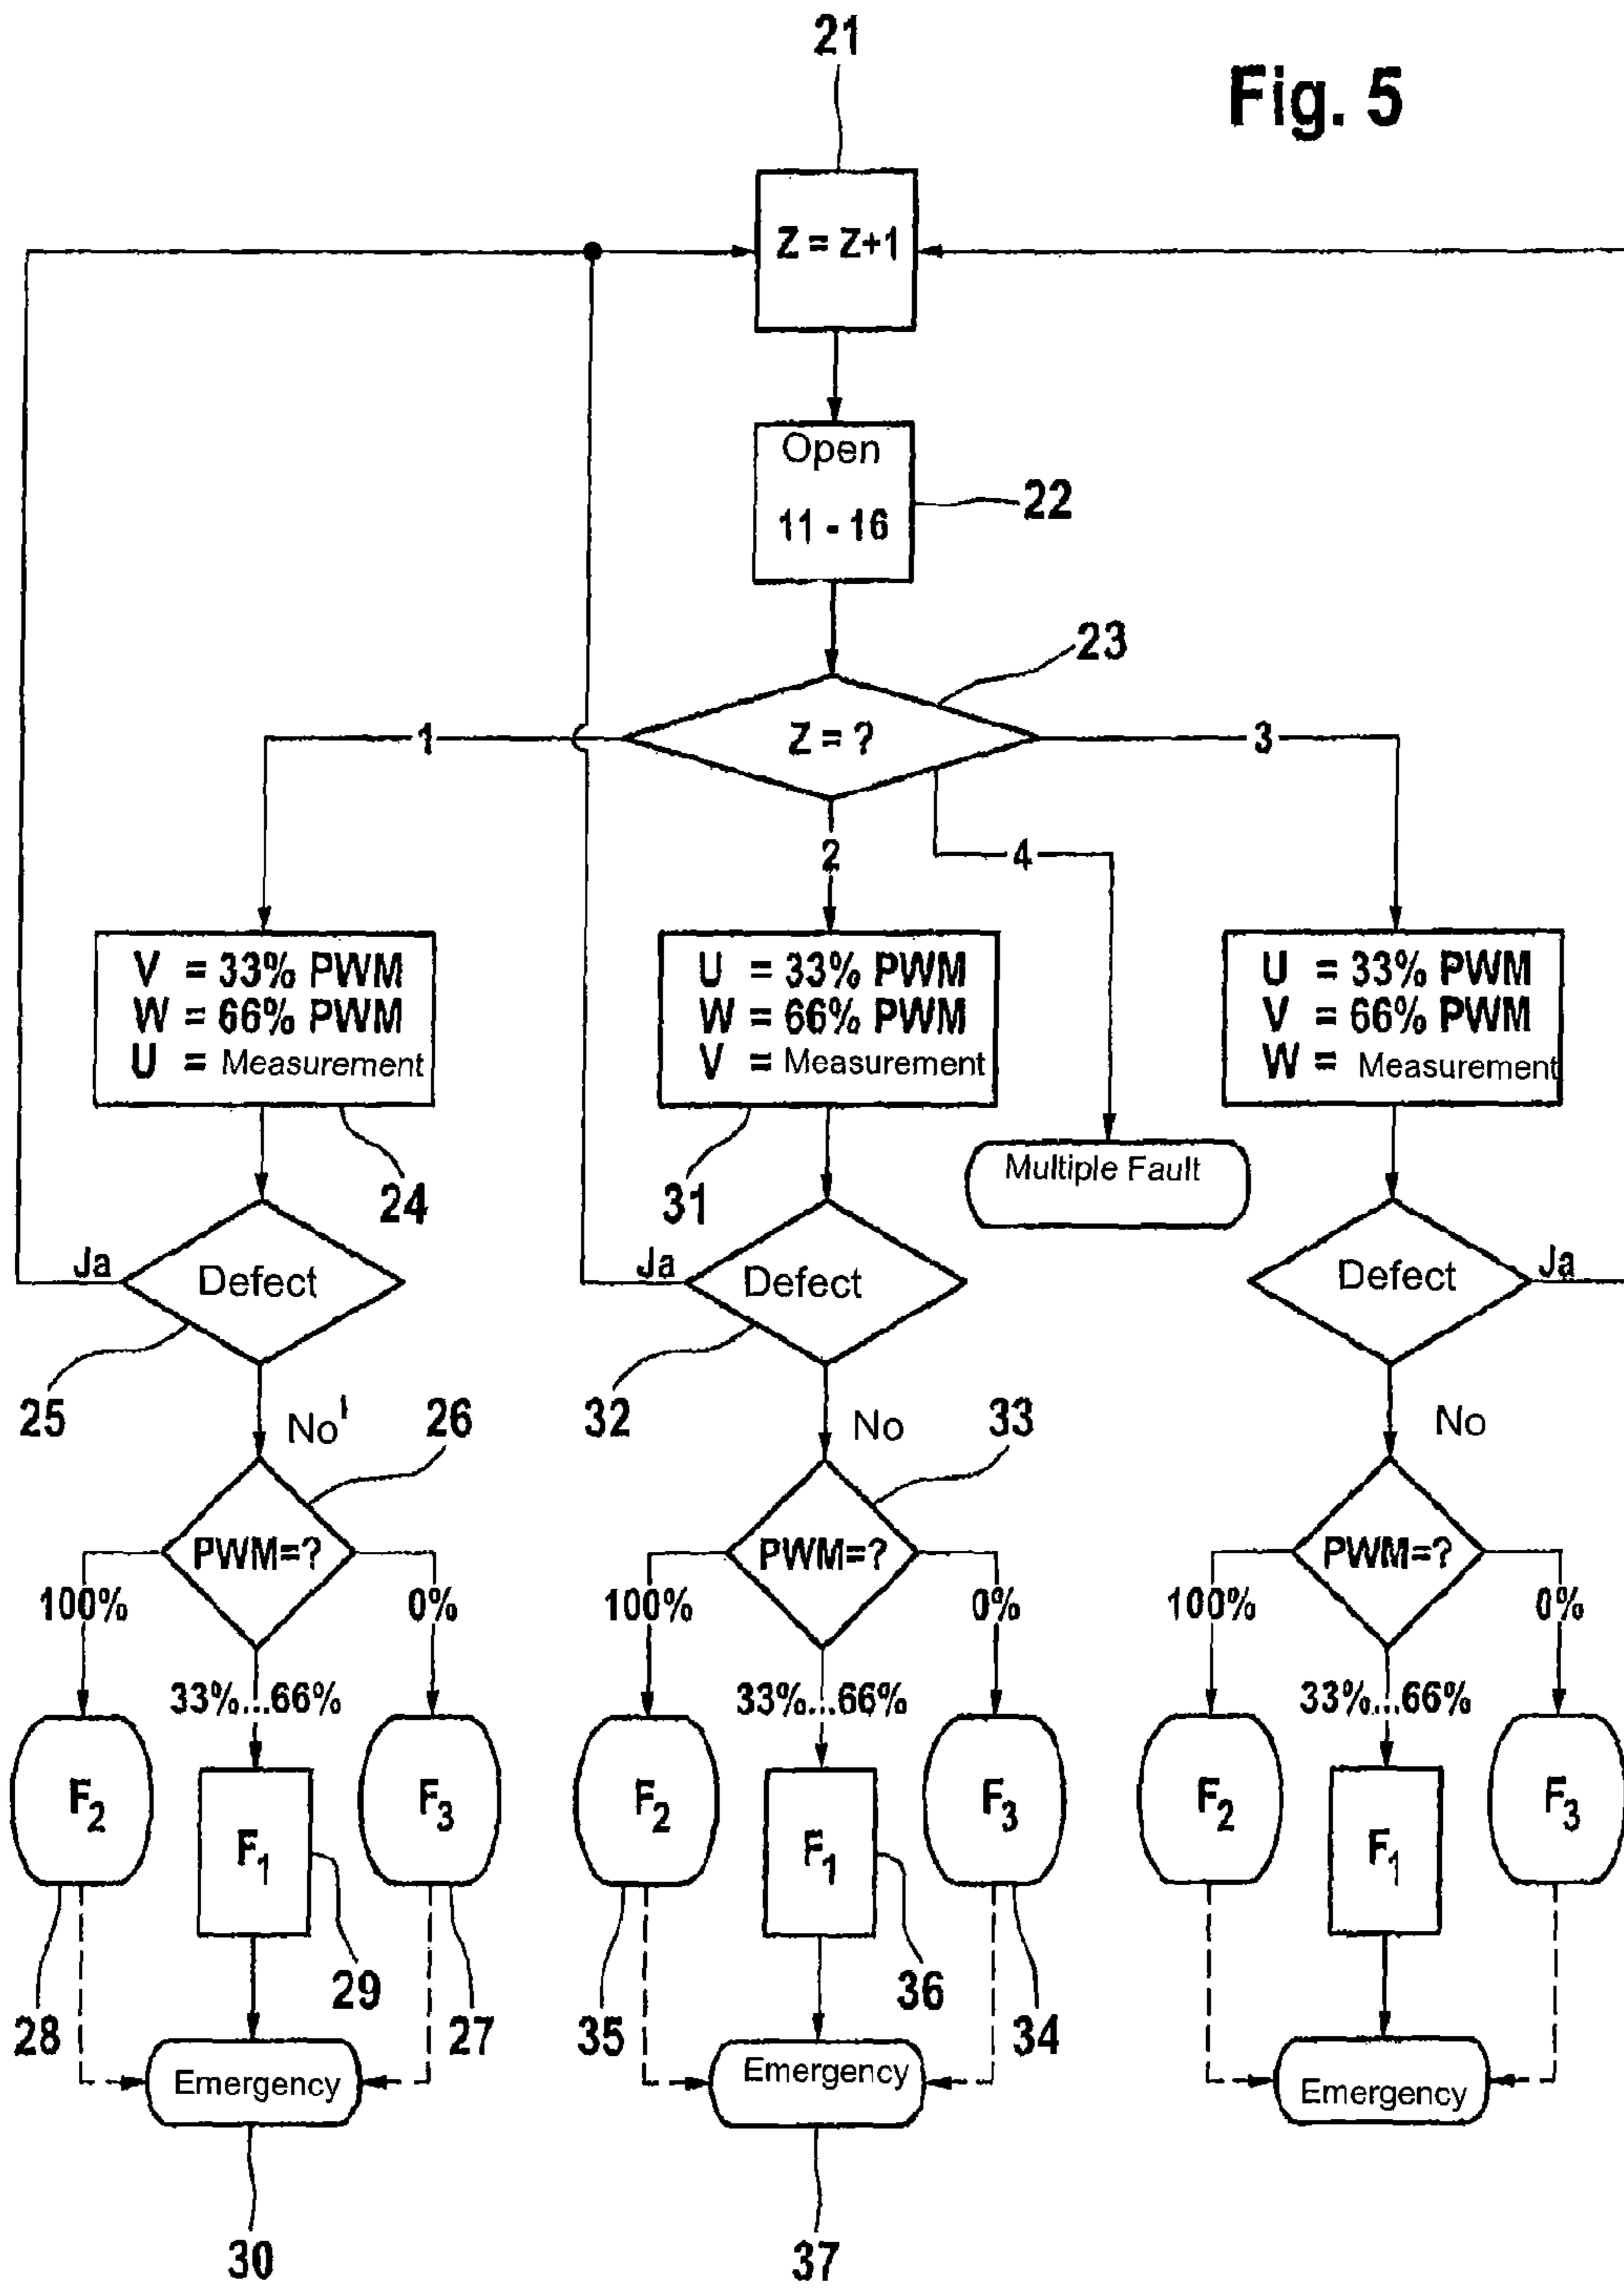 21
Fig. 5
Z = Z+1
Open
11 - 16
22
23
Z = ?
1
3
2
4
V = 33% PWM
W = 66% PWM
U = Measurement
U = 33% PWM
W = 66% PWM
V = Measurement
U = 33% PWM
V = 66% PWM
W = Measurement
24
31
Multiple Fault
Ja
Defect
Ja
Defect
Defect
Ja
25
No
26
32
No
33
No
PWM=?
PWM=?
PWM=?
100%
0%
100%
0%
100%
0%
33%...66%
33%...66%
33%...66%
F2
F1
F3
F2
F1
F3
F2
F1
F3
28
29
27
35
36
34
Emergency
Emergency
Emergency
30
37